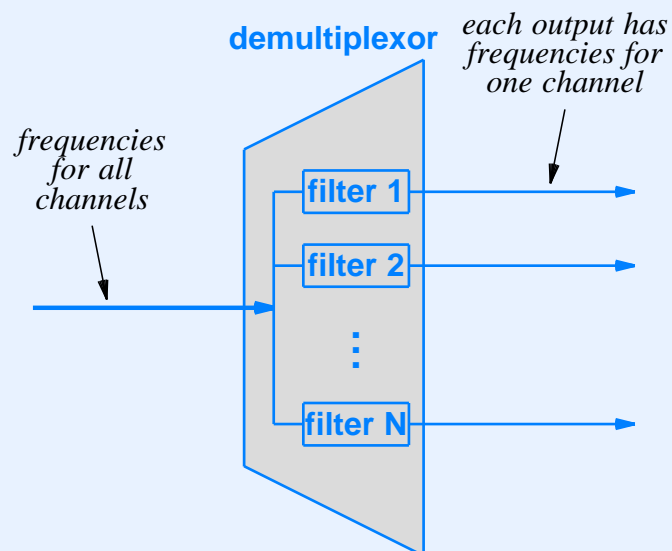 demultiplexor
each output has
frequencies for
one channel
frequencies
for all
channels
filter 1
filter 2
filter N